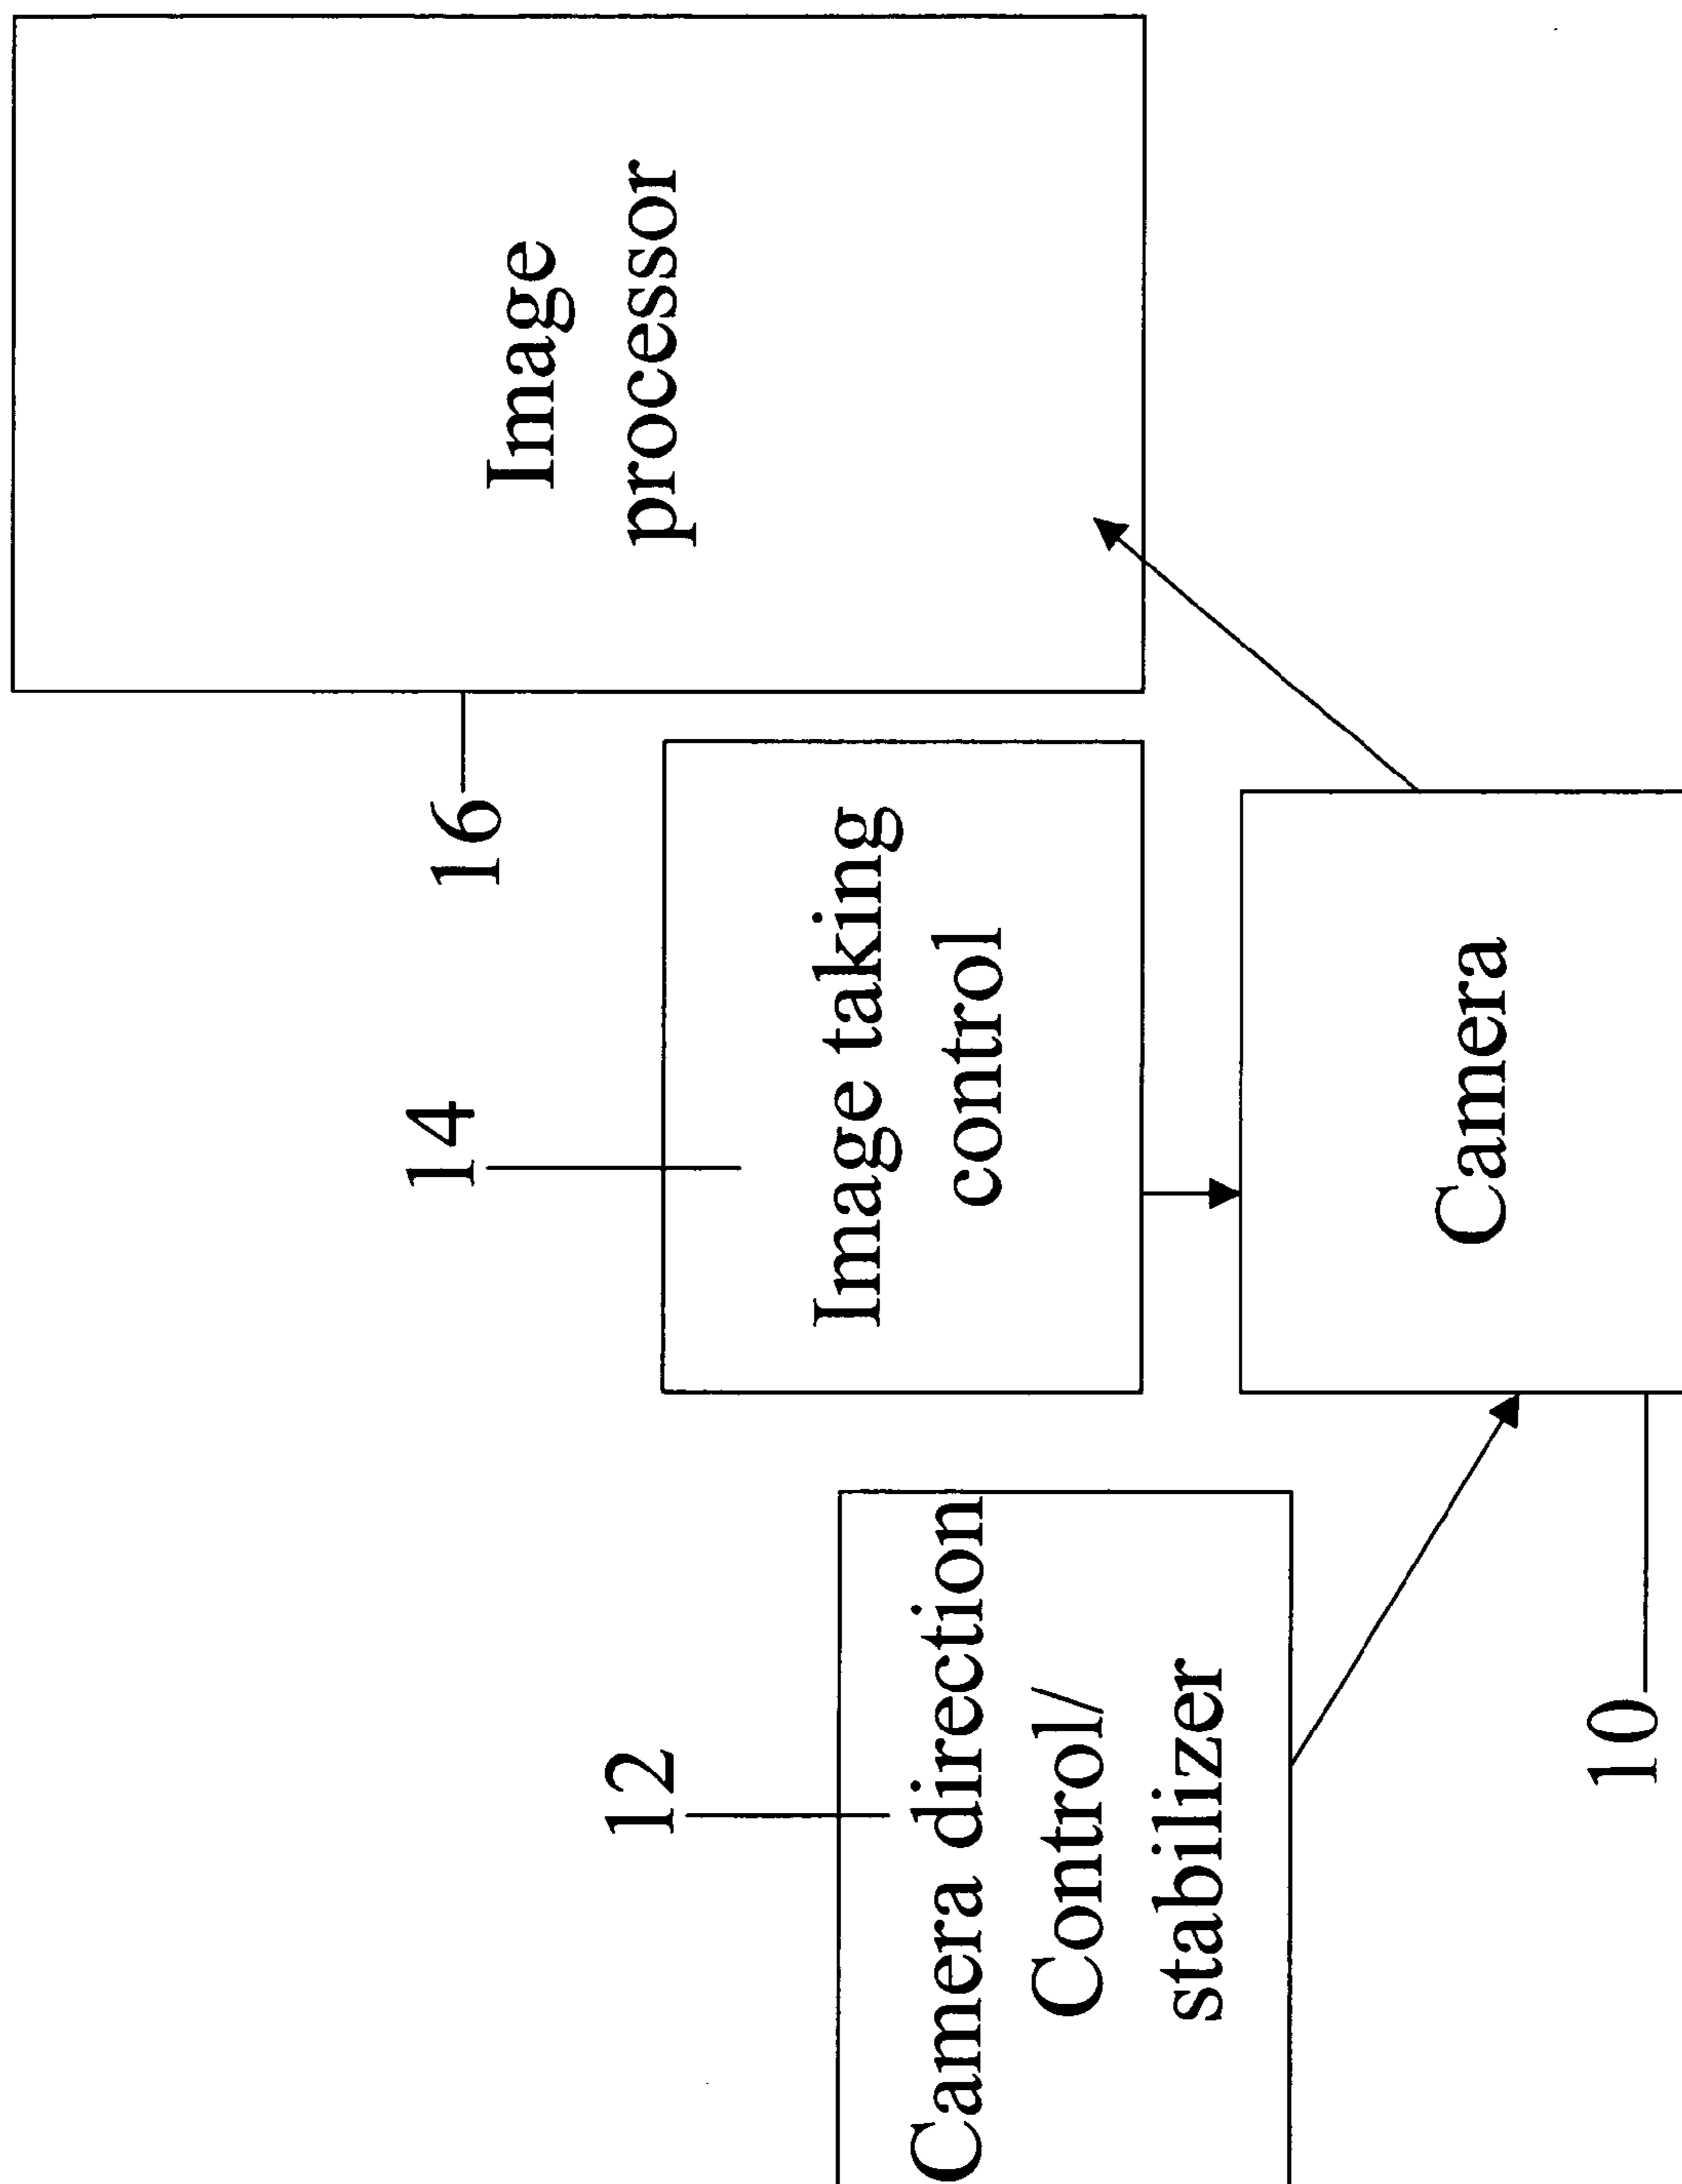 12
Camera direction
Control/
stabilizer
14
Image taking
control
16
Image
processor
10
Camera